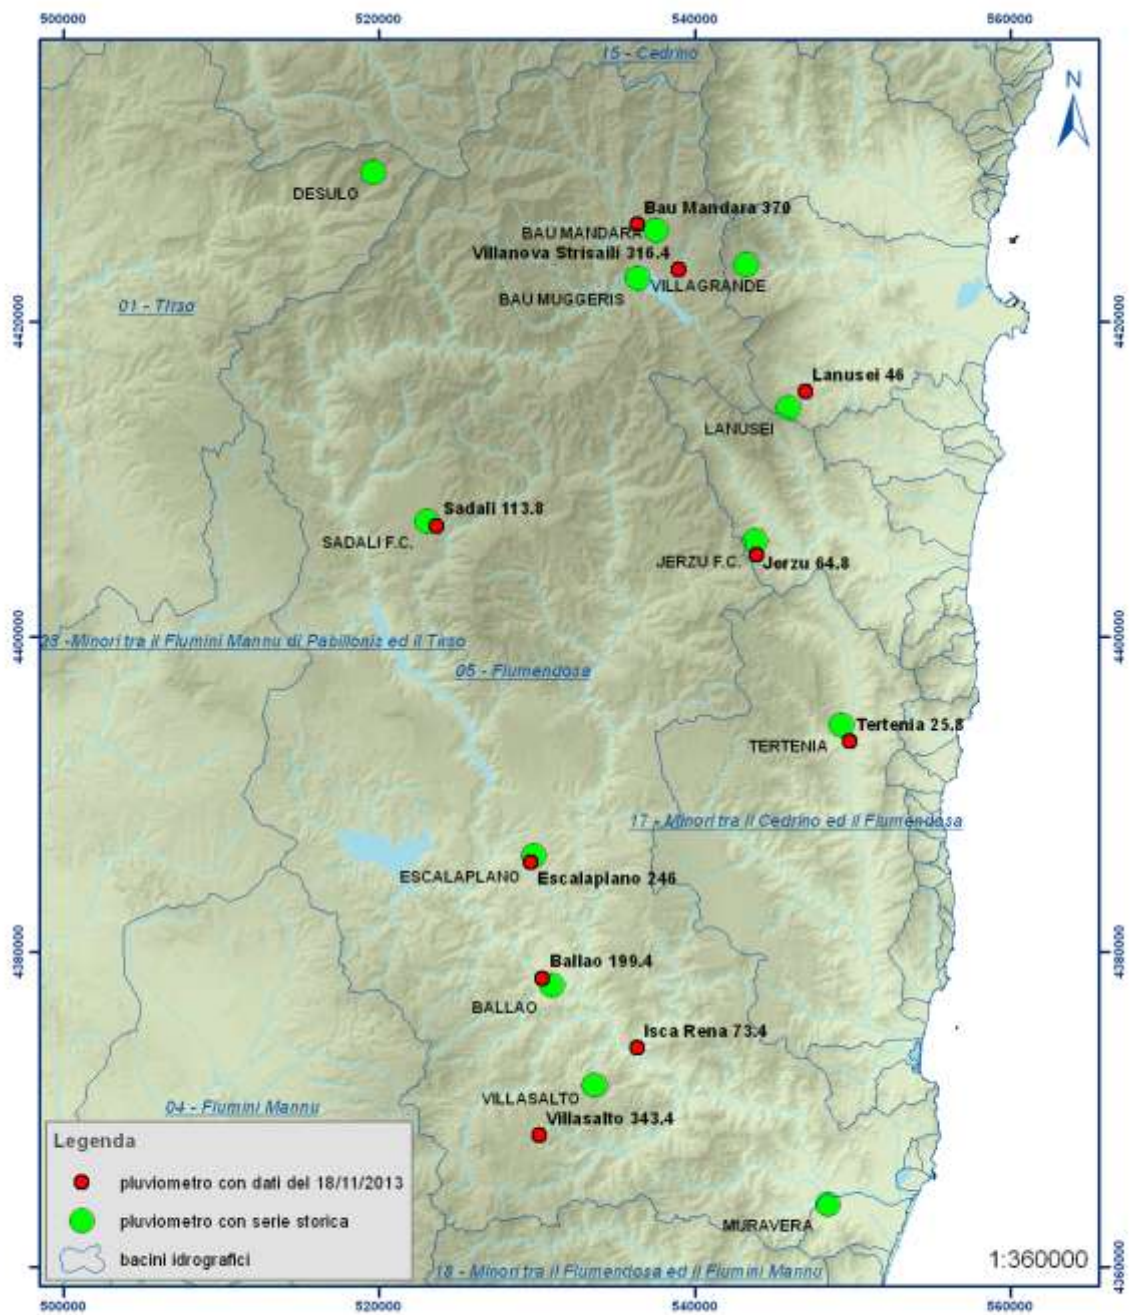 500000 520000 540000 560000
15 - Cedrino
N
DESULO
Bau Mandara 370
BAU MANDARA
Villanova Strisaili 316.4
VILLAGRANDE
BAU MUGGERIS
01 - Tirso
4420000 4420000
Lanusei 46
LANUSEI
Sadali 113.8
SADALI F.C.
JERZU F.C. Jerzu 64.8
4400000 4400000
23 -Minori tra il Flumini Mannu di Pabillonis ed il Tirso
05 - Flumendosa
Tertenia 25.8
TERTENIA
17 - Minori tra il Cedrino ed il Flumendosa
ESCALAPLANO Escalaplano 246
4380000 4380000
Ballao 199.4
BALLAO
Isca Rena 73.4
VILLASALTO
04 - Flumini Mannu
Villasalto 343.4
Legenda
pluviometro con dati del 18/11/2013
pluviometro con serie storica
bacini idrografici
MURAVERA
1:360000
4360000
18 - Minori tra il Flumendosa ed il Flumini Mannu
500000 520000 540000 560000